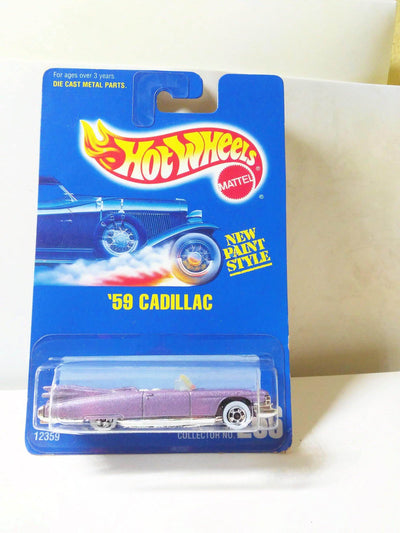 For ages over 3 years
DIE CAST METAL PARTS.
HOT WHEELS
®
MATTEL
®
NEW
PAINT
STYLE
'59 CADILLAC
12359
COLLECTOR NO.